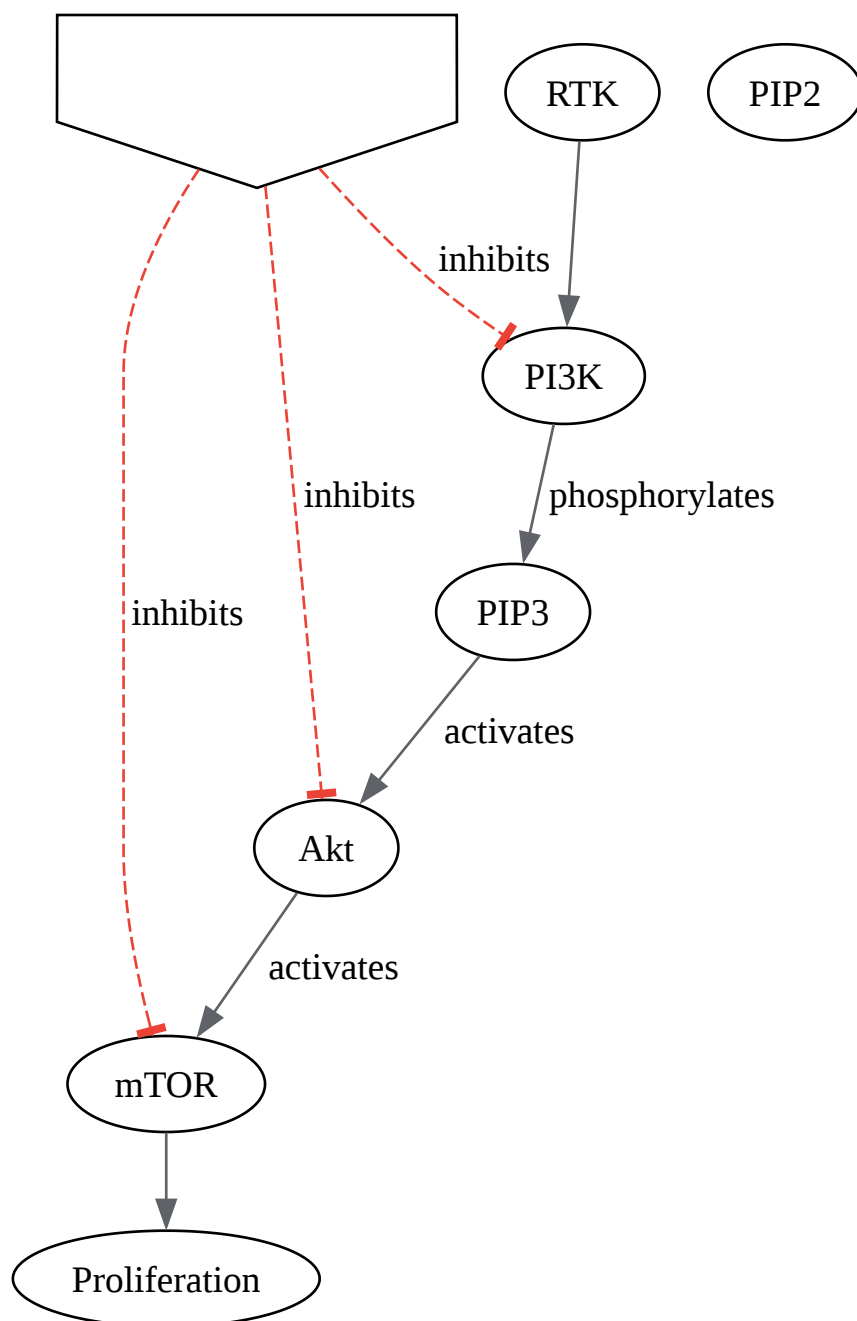 RTK
PIP2
inhibits
PI3K
inhibits
phosphorylates
inhibits
PIP3
activates
Akt
activates
mTOR
Proliferation